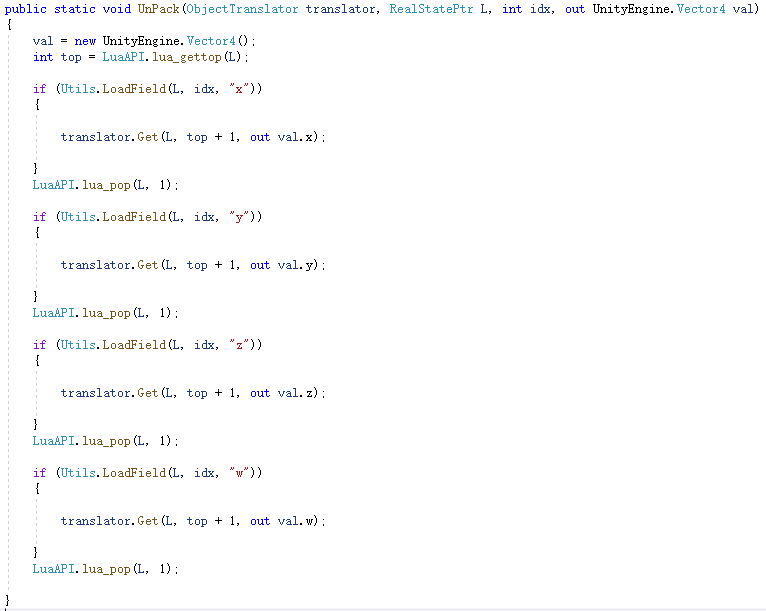 public static void UnPack(ObjectTranslator translator, RealStatePtr L, int idx, out UnityEngine.Vector4 val)
{
val = new UnityEngine.Vector4();
int top = LuaAPI.lua_gettop(L);
if (Utils.LoadField(L, idx, "x"))
{
translator.Get(L, top + 1, out val.x);
}
LuaAPI.lua_pop(L, 1);
if (Utils.LoadField(L, idx, "y"))
{
translator.Get(L, top + 1, out val.y);
}
LuaAPI.lua_pop(L, 1);
if (Utils.LoadField(L, idx, "z"))
{
translator.Get(L, top + 1, out val.z);
}
LuaAPI.lua_pop(L, 1);
if (Utils.LoadField(L, idx, "w"))
{
translator.Get(L, top + 1, out val.w);
}
LuaAPI.lua_pop(L, 1);
}